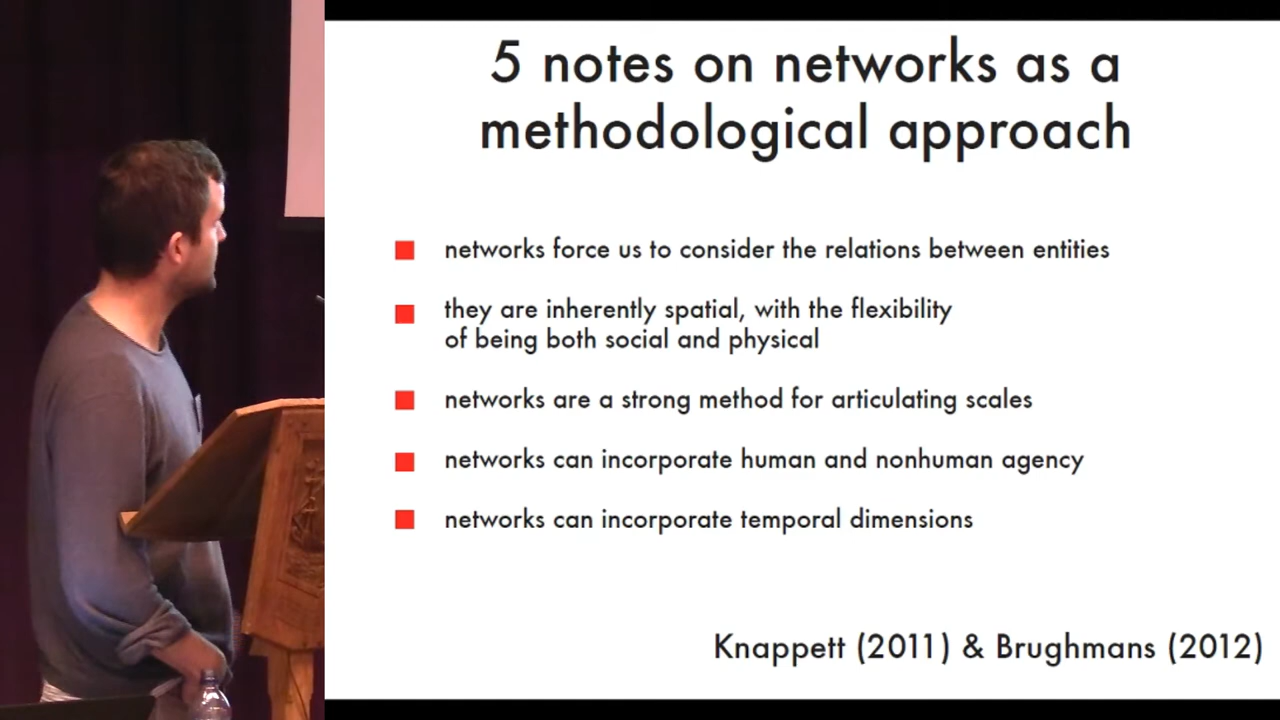 5 notes on networks as a
methodological approach
networks force us to consider the relations between entities
they are inherently spatial, with the flexibility
of being both social and physical
networks are a strong method for articulating scales
networks can incorporate human and nonhuman agency
networks can incorporate temporal dimensions
Knappett (2011) & Brughmans (2012)